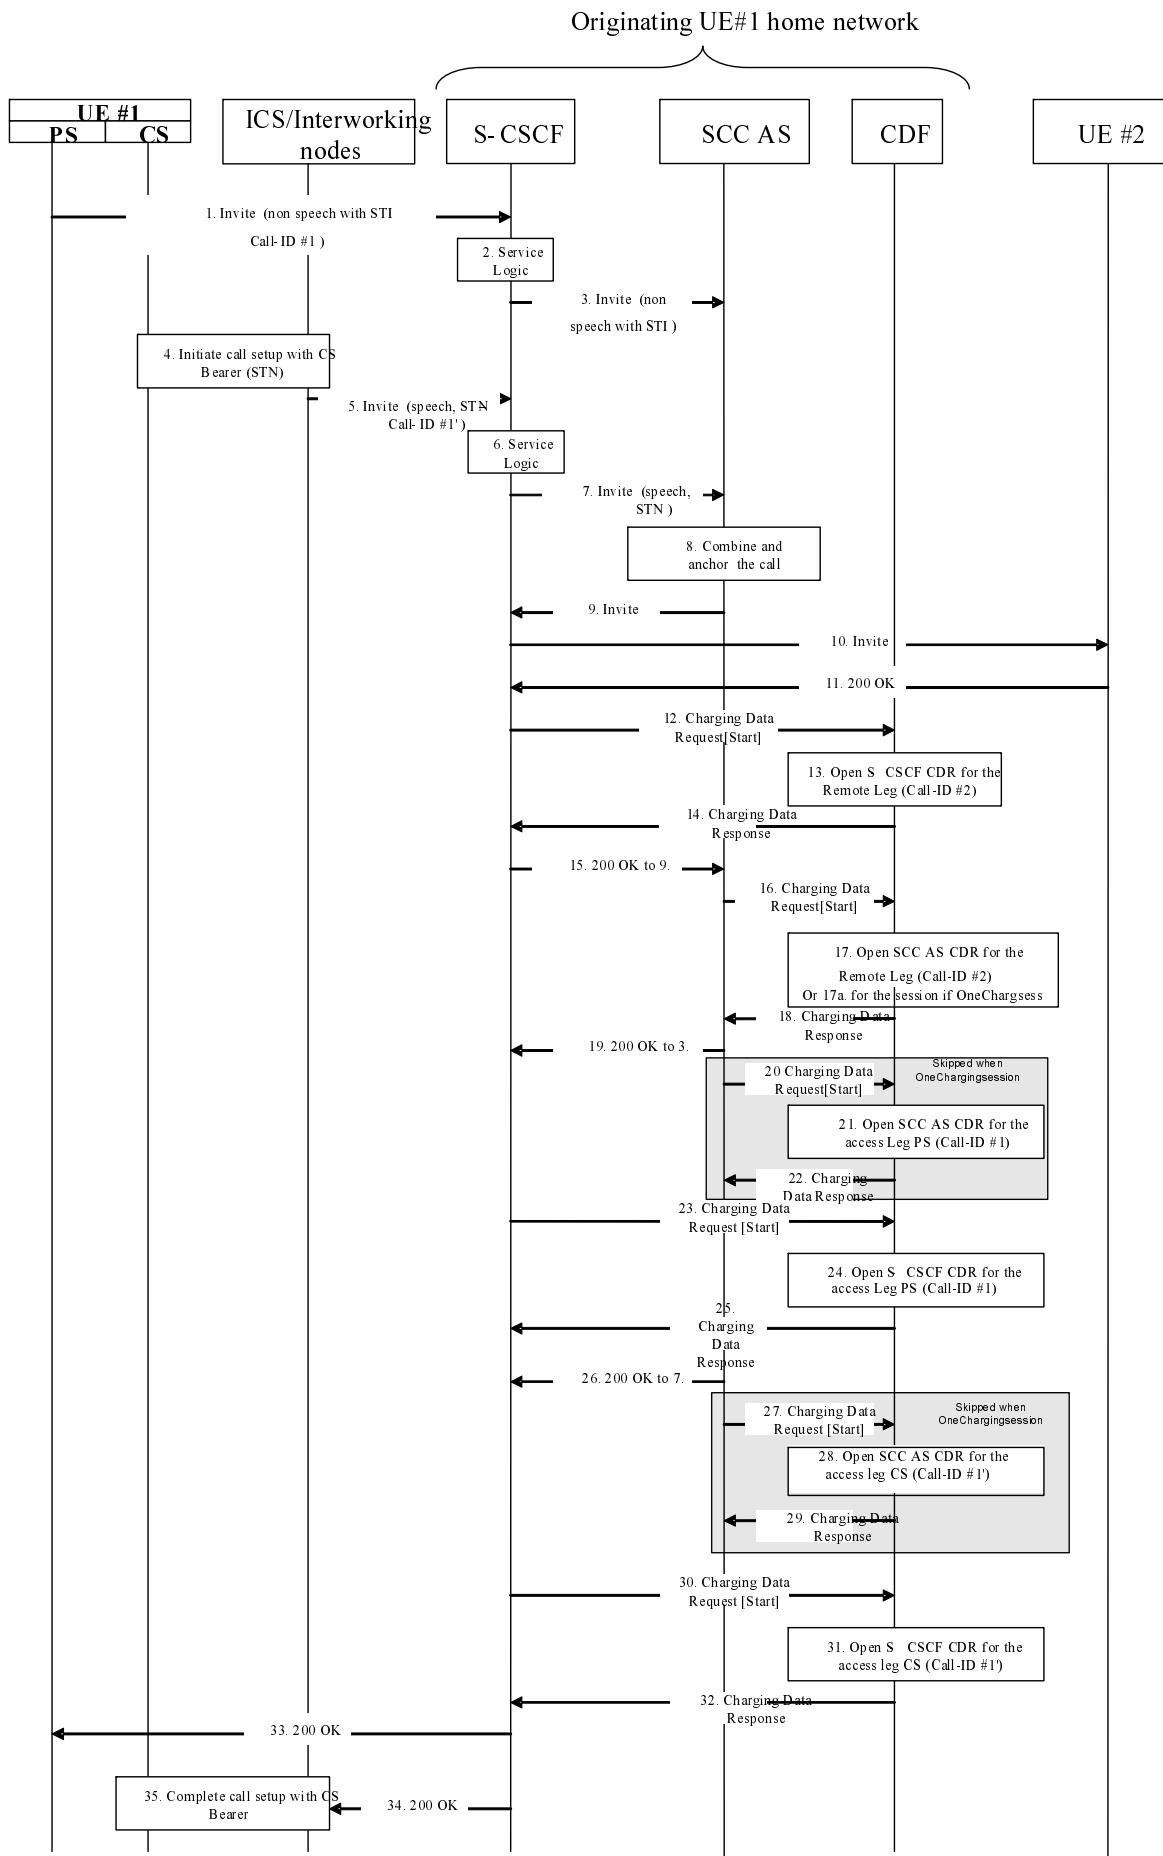 Originating UE#1 home network
UE #1
PS
CS
ICS/Interworking
nodes
S-CSCF
SCC AS
CDF
UE #2
1. Invite (non speech with STI
Call-ID #1 )
2. Service
Logic
3. Invite (non
speech with STI )
4. Initiate call setup with CS
Bearer (STN)
5. Invite (speech, STN
Call-ID #1' )
6. Service
Logic
7. Invite (speech,
STN )
8. Combine and
anchor the call
9. Invite
10. Invite
11. 200 OK
12. Charging Data
Request[Start]
13. Open S CSCF CDR for the
Remote Leg (Call-ID #2)
14. Charging Data
Response
15. 200 OK to 9.
16. Charging Data
Request[Start]
17. Open SCC AS CDR for the
Remote Leg (Call-ID #2)
Or 17a. for the session if OneChargsess
18. Charging Data
Response
19. 200 OK to 3.
Skipped when
OneChargingsession
20 Charging Data
Request[Start]
21. Open SCC AS CDR for the
access Leg PS (Call-ID #1)
22. Charging
Data Response
23. Charging Data
Request [Start]
24. Open S CSCF CDR for the
access Leg PS (Call-ID #1)
25.
Charging
Data
Response
26. 200 OK to 7.
Skipped when
OneChargingsession
27. Charging Data
Request [Start]
28. Open SCC AS CDR for the
access leg CS (Call-ID #1')
29. Charging Data
Response
30. Charging Data
Request [Start]
31. Open S CSCF CDR for the
access leg CS (Call-ID #1')
32. Charging Data
Response
33. 200 OK
35. Complete call setup with CS
Bearer
34. 200 OK